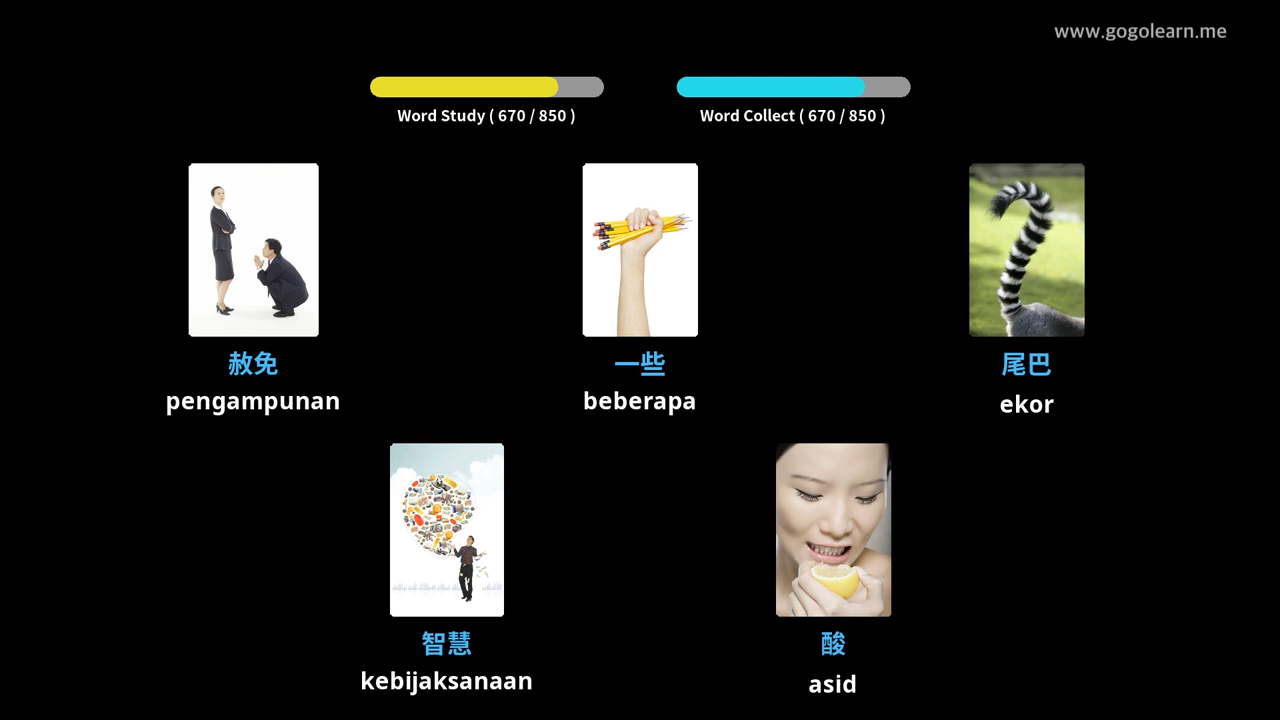 www.gogolearn.me
Word Study ( 670 / 850 )
Word Collect ( 670 / 850 )
赦免
pengampunan
一些
beberapa
尾巴
ekor
智慧
kebijaksanaan
酸
asid